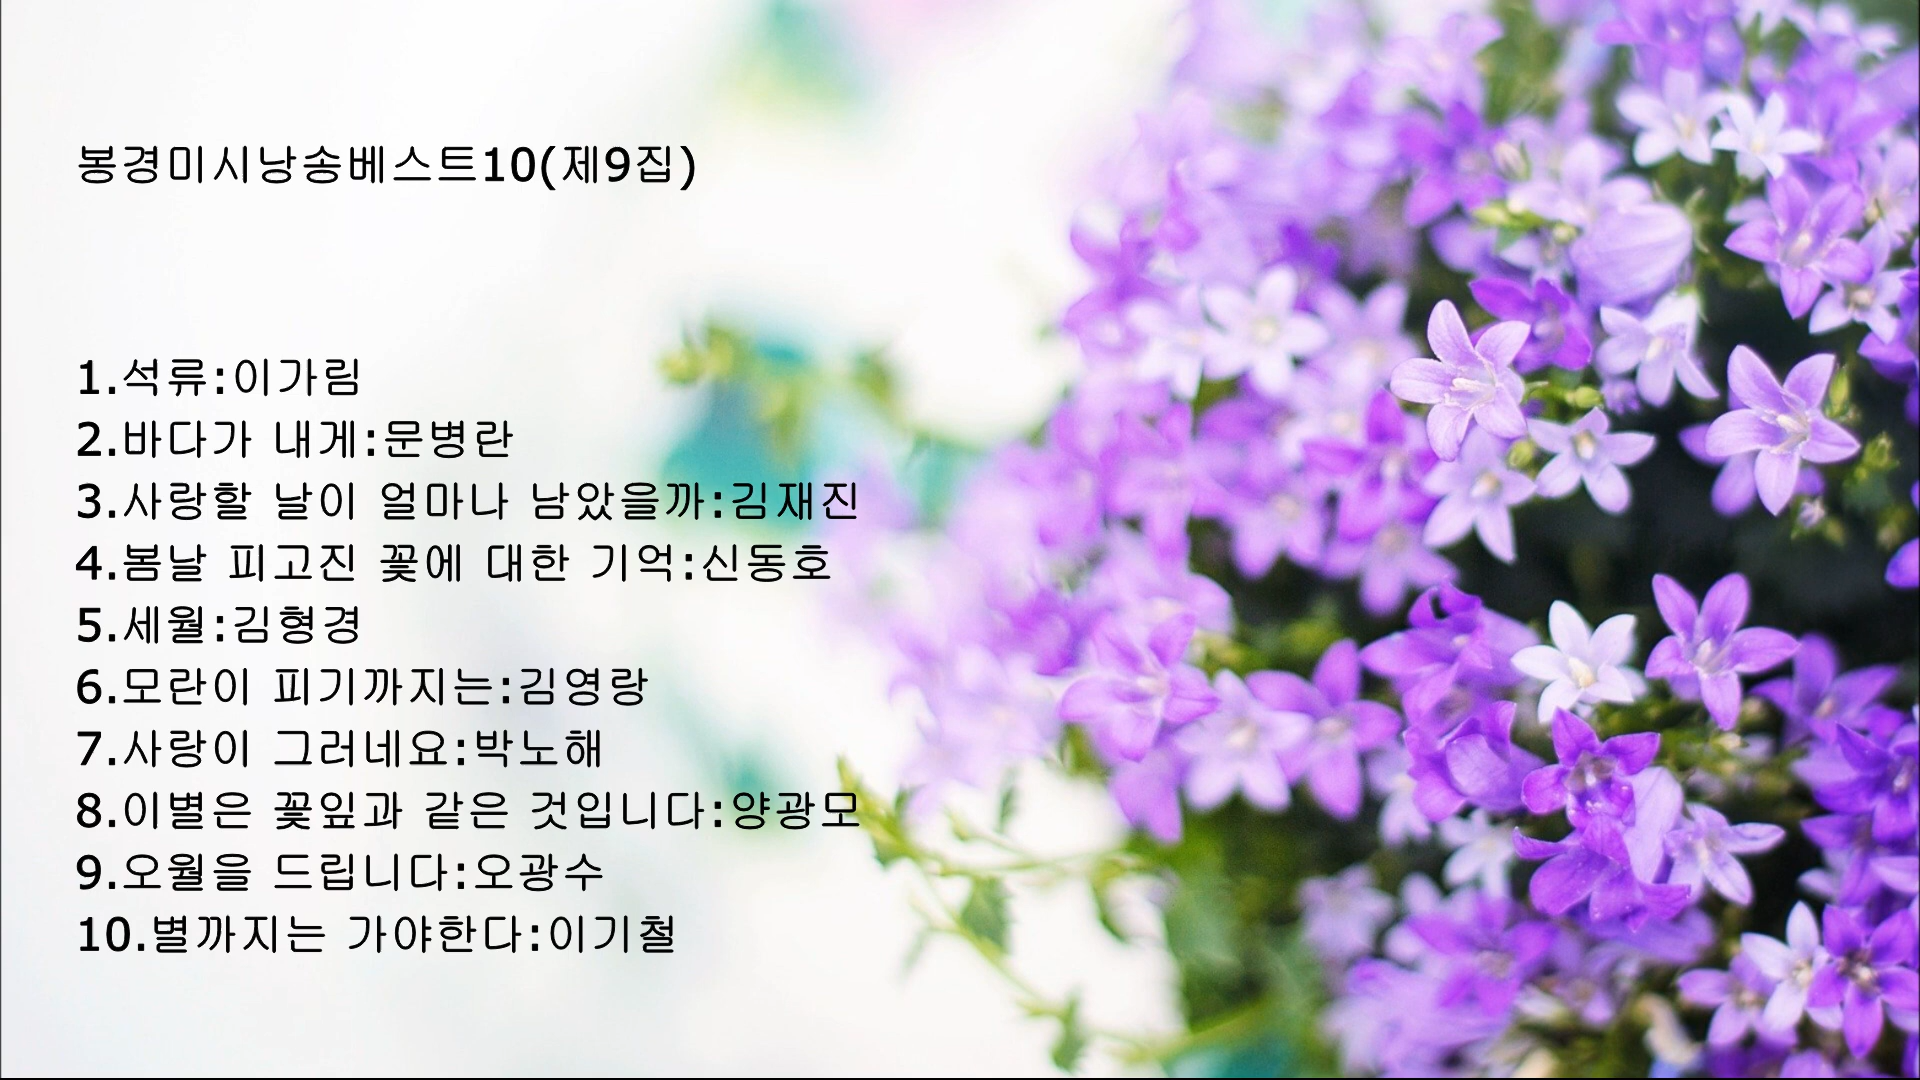 봉경미시낭송베스트10(제9집)
1.석류:이가림
2.바다가 내게:문병란
3.사랑할 날이 얼마나 남았을까:김재진
4.봄날 피고진 꽃에 대한 기억:신동호
5.세월:김형경
6.모란이 피기까지는:김영랑
7.사랑이 그러네요:박노해
8.이별은 꽃잎과 같은 것입니다:양광모
9.오월을 드립니다:오광수
10.별까지는 가야한다:이기철